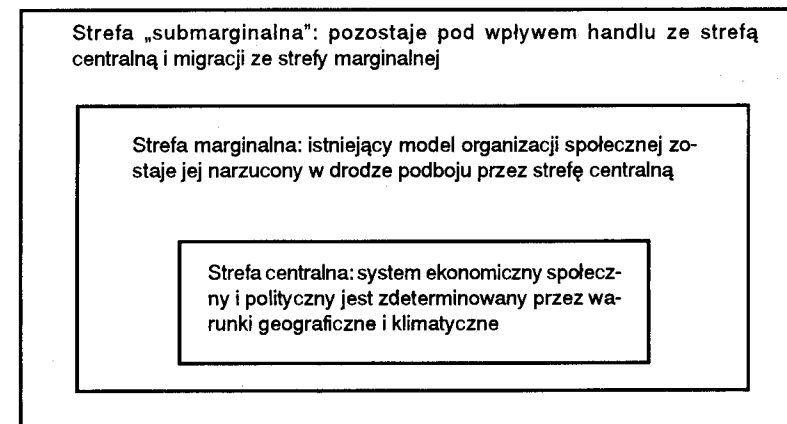 Strefa „submarginalna”: pozostaje pod wpływem handlu ze strefą
centralną i migracji ze strefy marginalnej
Strefa marginalna: istniejący model organizacji społecznej zo-
staje jej narzucony w drodze podboju przez strefę centralną
Strefa centralna: system ekonomiczny społecz-
ny i polityczny jest zdeterminowany przez wa-
runki geograficzne i klimatyczne